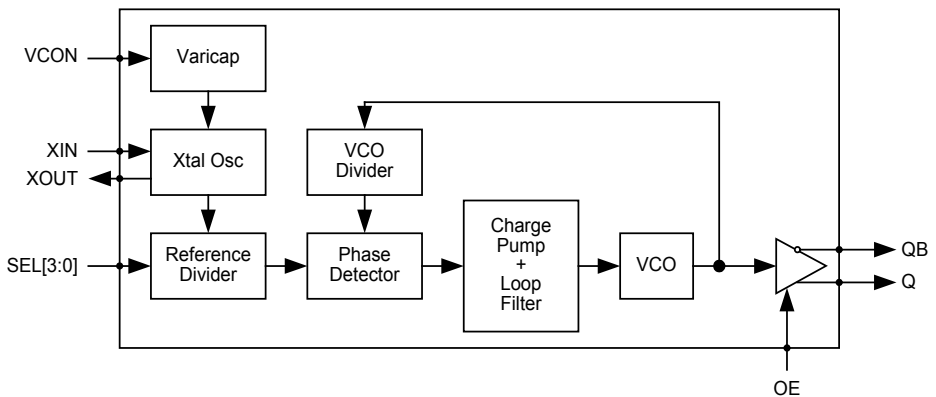 VCON
Varicap
XIN
XOUT
Xtal Osc
VCO
Divider
SEL[3:0]
Reference
Divider
Phase
Detector
Charge
Pump
+
Loop
Filter
VCO
QB
Q
OE